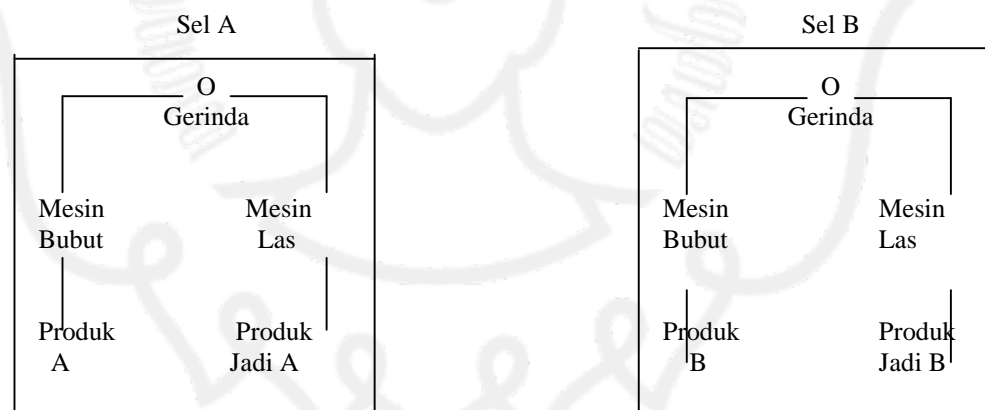 Sel A
O
Gerinda
Mesin Bubut
Mesin Las
Produk A
Produk Jadi A
Sel B
O
Gerinda
Mesin Bubut
Mesin Las
Produk B
Produk Jadi B